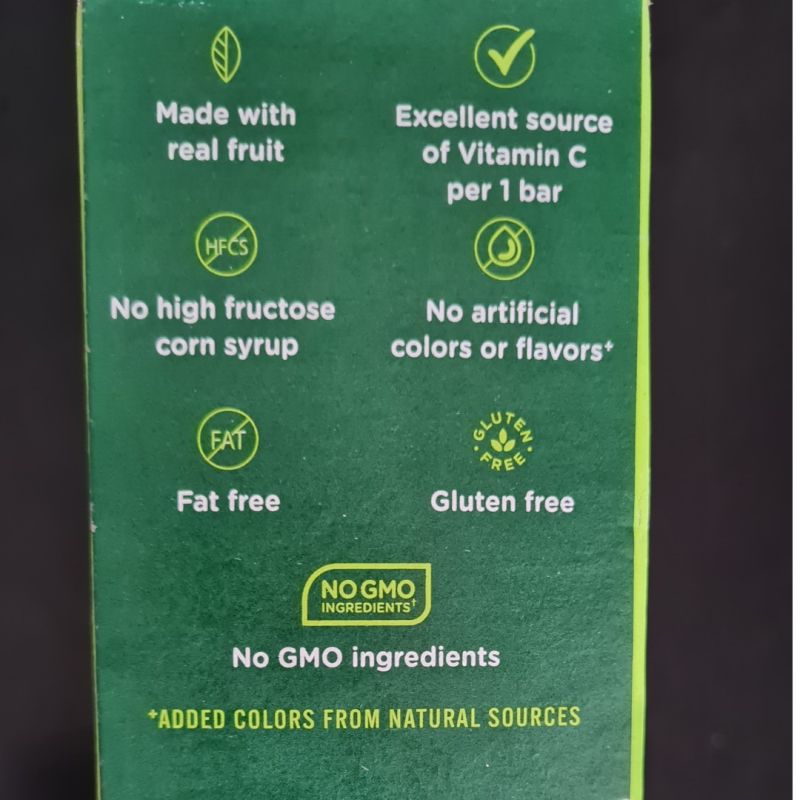 Made with
real fruit
Excellent source
of Vitamin C
per 1 bar
HFCS
No high fructose
corn syrup
No artificial
colors or flavors⁺
FAT
Fat free
GLUTEN
FREE
Gluten free
NO GMO
INGREDIENTS†
No GMO ingredients
⁺ADDED COLORS FROM NATURAL SOURCES